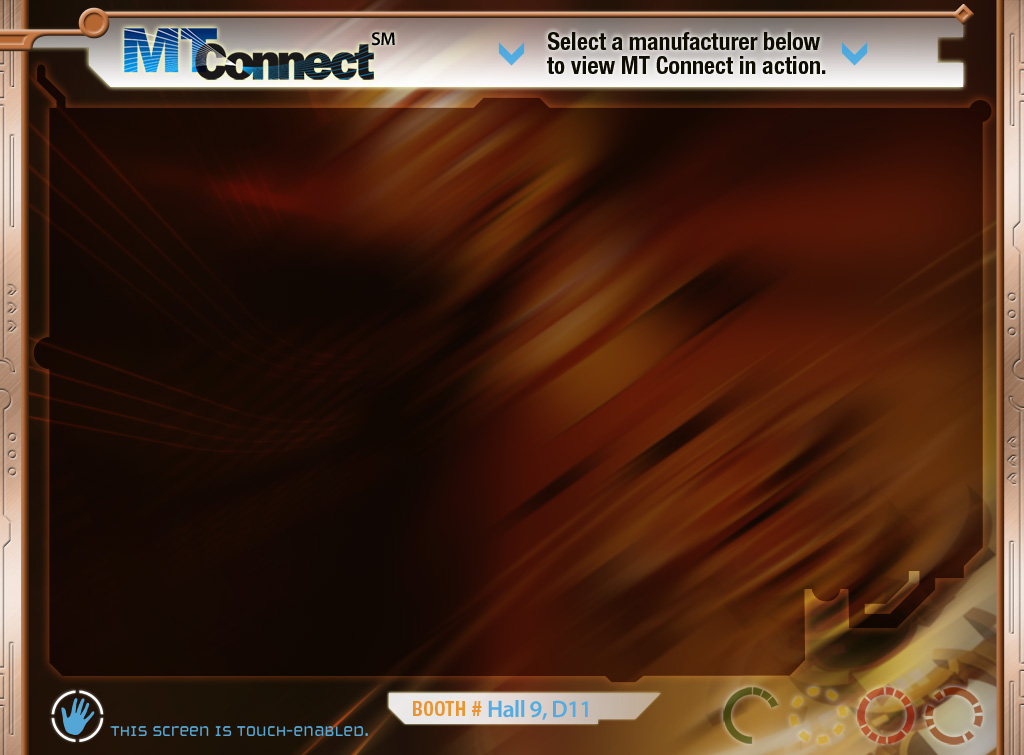 MTConnect SM
Select a manufacturer below
to view MT Connect in action.
THIS SCREEN IS TOUCH-ENABLED.
BOOTH # Hall 9, D11